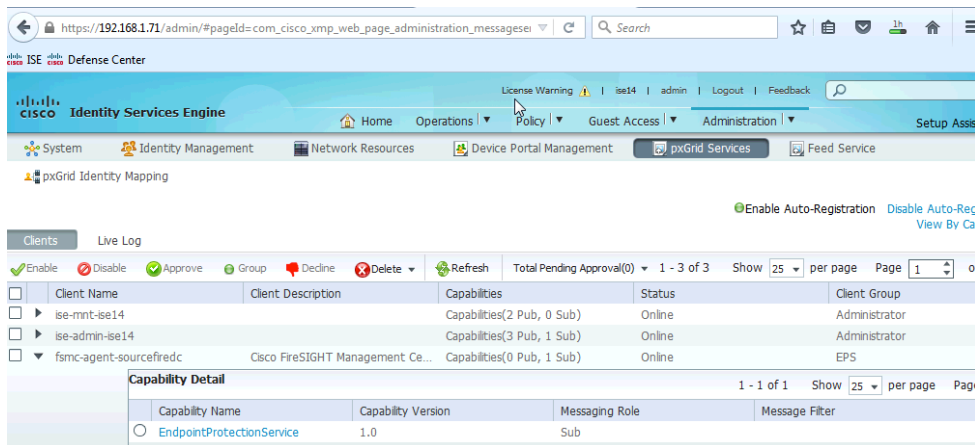 https://192.168.1.71/admin/#pageId=com_cisco_xmp_web_page_administration_messageser
Search
1h
cisco ISE cisco Defense Center
License Warning | ise14 | admin | Logout | Feedback
cisco Identity Services Engine
Home Operations | Policy | Guest Access | Administration | Setup Assis
System Identity Management Network Resources Device Portal Management pxGrid Services Feed Service
pxGrid Identity Mapping
Enable Auto-Registration Disable Auto-Reg
View By Ca
Clients Live Log
Enable Disable Approve Group Decline Delete Refresh Total Pending Approval(0) 1 - 3 of 3 Show 25 per page Page 1 o
Client Name Client Description Capabilities Status Client Group
ise-mnt-ise14 Capabilities(2 Pub, 0 Sub) Online Administrator
ise-admin-ise14 Capabilities(3 Pub, 1 Sub) Online Administrator
fsmc-agent-sourcefiredc Cisco FireSIGHT Management Ce... Capabilities(0 Pub, 1 Sub) Online EPS
Capability Detail 1 - 1 of 1 Show 25 per page Page
Capability Name Capability Version Messaging Role Message Filter
EndpointProtectionService 1.0 Sub